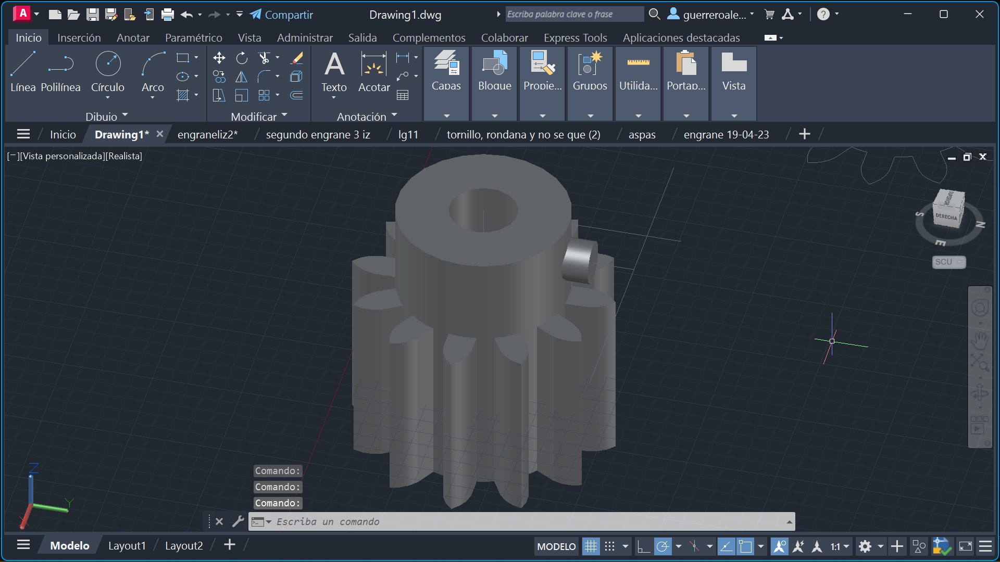 A
Compartir
Drawing1.dwg
Escriba palabra clave o frase
guerreroale...
?
Inicio
Inserción
Anotar
Paramétrico
Vista
Administrar
Salida
Complementos
Colaborar
Express Tools
Aplicaciones destacadas
Línea
Polilínea
Círculo
Arco
A
Texto
Acotar
Capas
Bloque
Propie...
Grupos
Utilida...
Portap...
Vista
Dibujo
Modificar
Anotación
Inicio
Drawing1*
engraneliz2*
segundo engrane 3 iz
lg11
tornillo, rondana y no se que (2)
aspas
engrane 19-04-23
[−][Vista personalizada][Realista]
SUPERIOR
DERECHA
S
N
E
SCU
Z
Y
X
Comando:
Comando:
Comando:
Escriba un comando
Modelo
Layout1
Layout2
MODELO
1:1